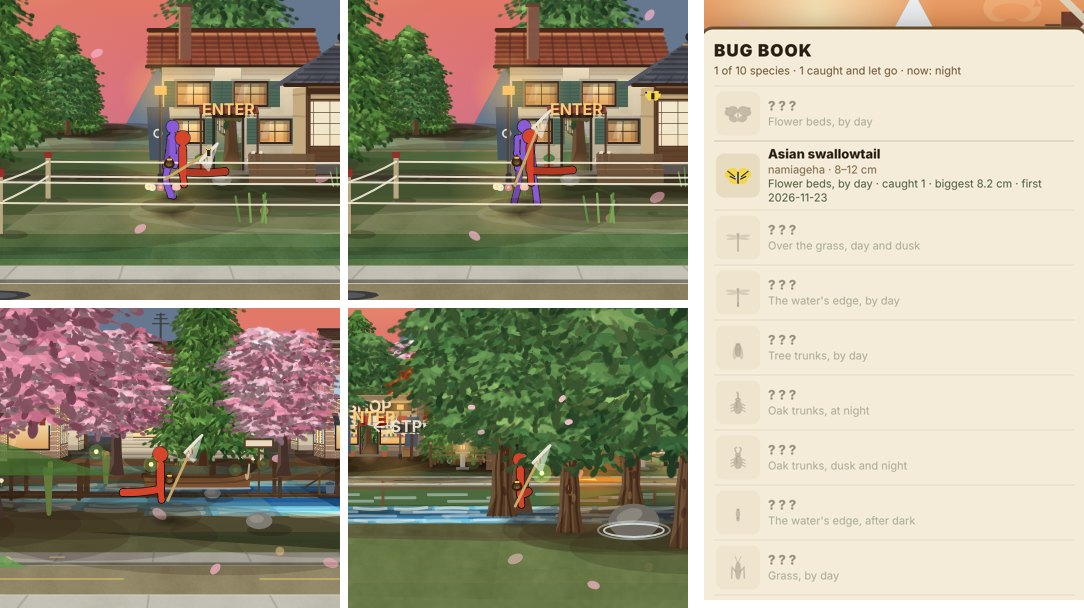 ENTER
ENTER
BUG BOOK
1 of 10 species · 1 caught and let go · now: night
? ? ?
Flower beds, by day
Asian swallowtail
namiageha · 8–12 cm
Flower beds, by day · caught 1 · biggest 8.2 cm · first
2026-11-23
? ? ?
Over the grass, day and dusk
? ? ?
The water's edge, by day
? ? ?
Tree trunks, by day
? ? ?
Oak trunks, at night
? ? ?
Oak trunks, dusk and night
? ? ?
The water's edge, after dark
? ? ?
Grass, by day